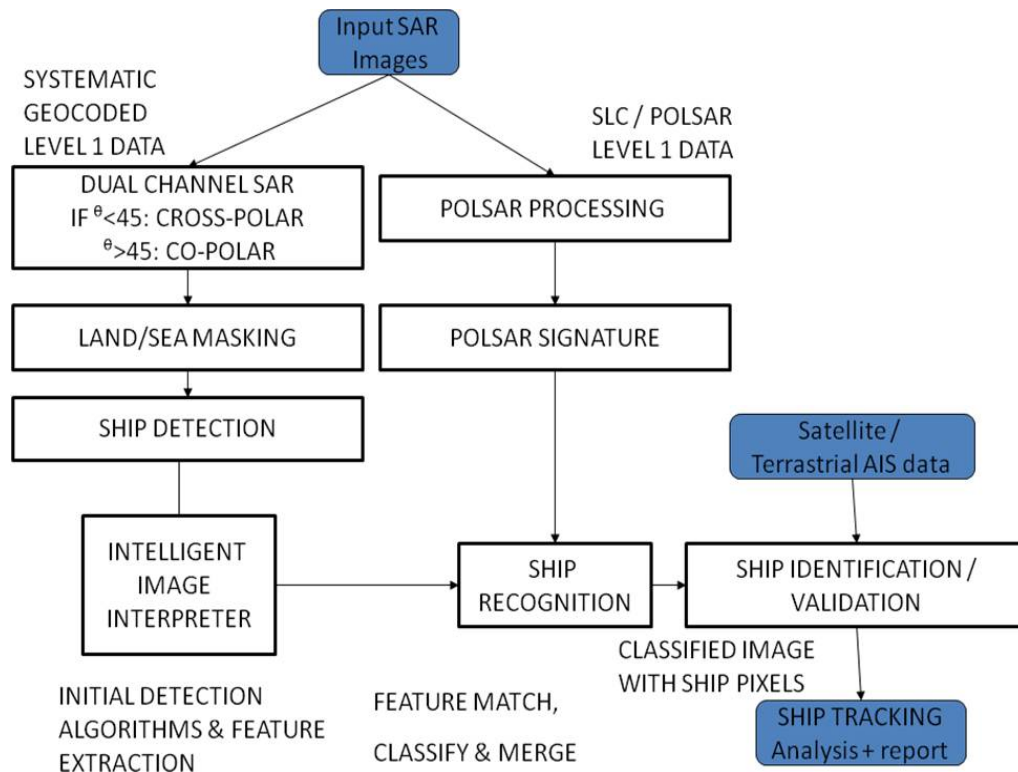 Input SAR
Images
SYSTEMATIC
GEOCODED
LEVEL 1 DATA
SLC / POLSAR
LEVEL 1 DATA
DUAL CHANNEL SAR
IF θ<45: CROSS-POLAR
θ>45: CO-POLAR
POLSAR PROCESSING
LAND/SEA MASKING
POLSAR SIGNATURE
SHIP DETECTION
Satellite /
Terrastrial AIS data
INTELLIGENT
IMAGE
INTERPRETER
SHIP
RECOGNITION
SHIP IDENTIFICATION /
VALIDATION
CLASSIFIED IMAGE
WITH SHIP PIXELS
INITIAL DETECTION
ALGORITHMS & FEATURE
EXTRACTION
FEATURE MATCH,
CLASSIFY & MERGE
SHIP TRACKING
Analysis + report